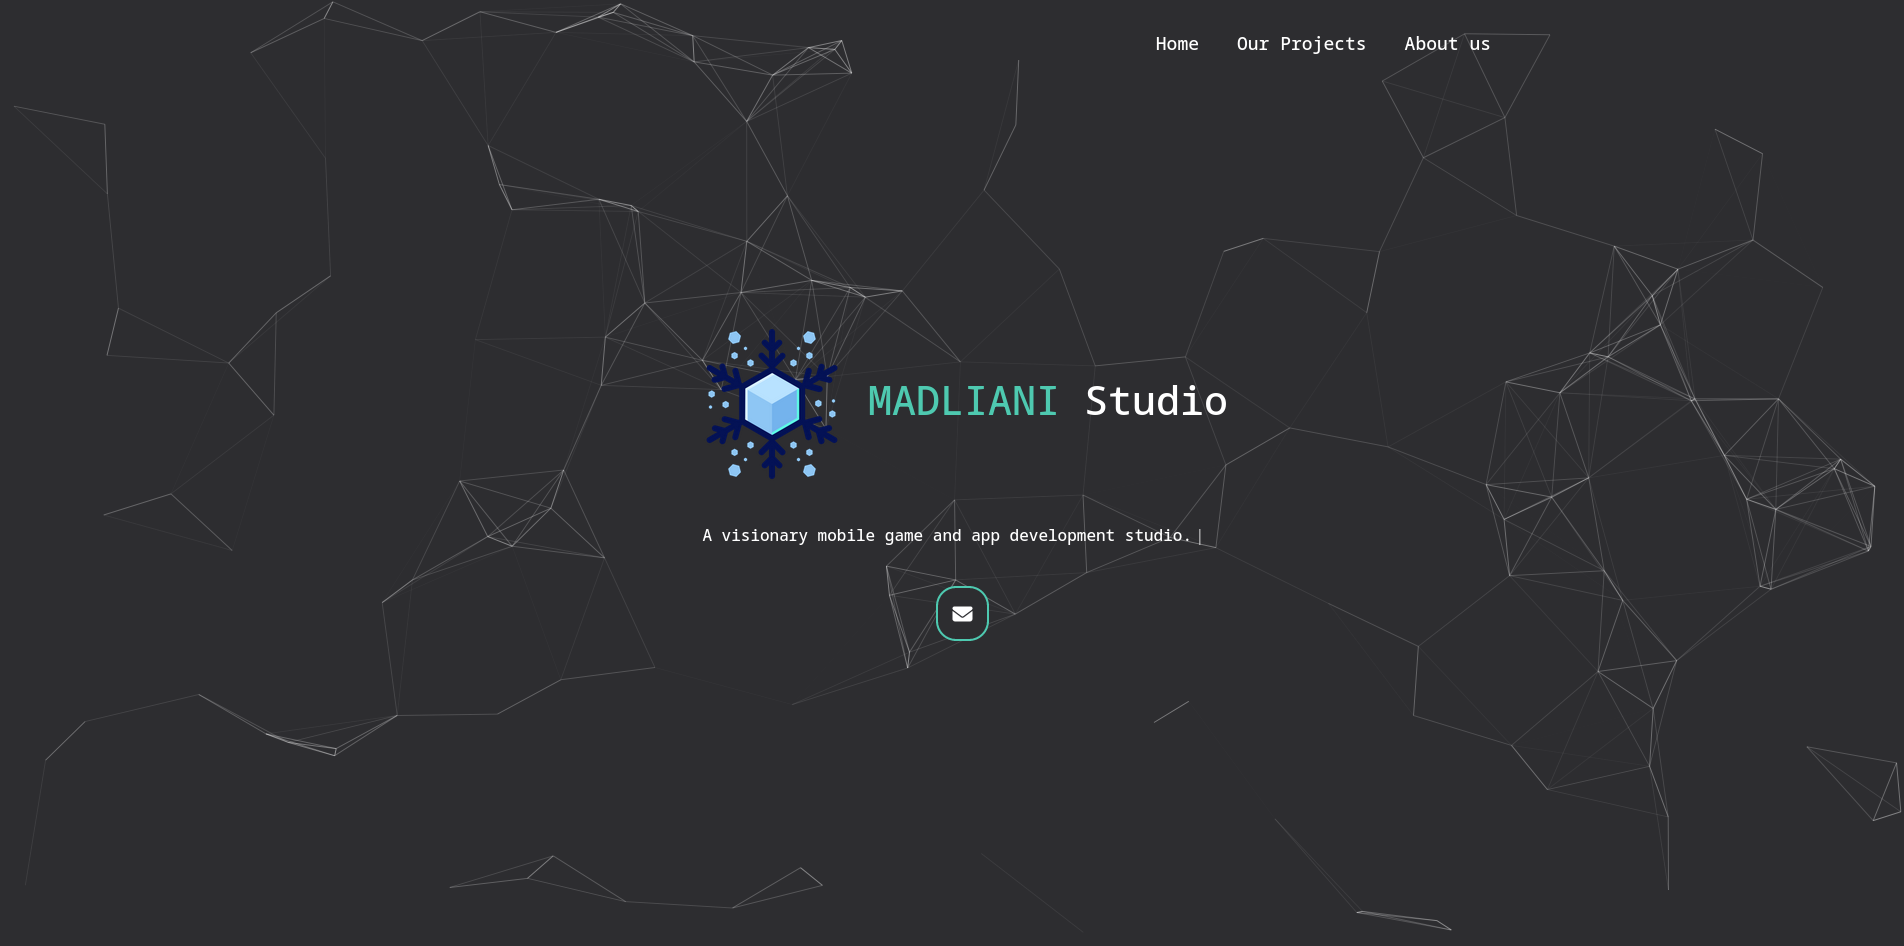 Home Our Projects About us
MADLIANI Studio
A visionary mobile game and app development studio.|